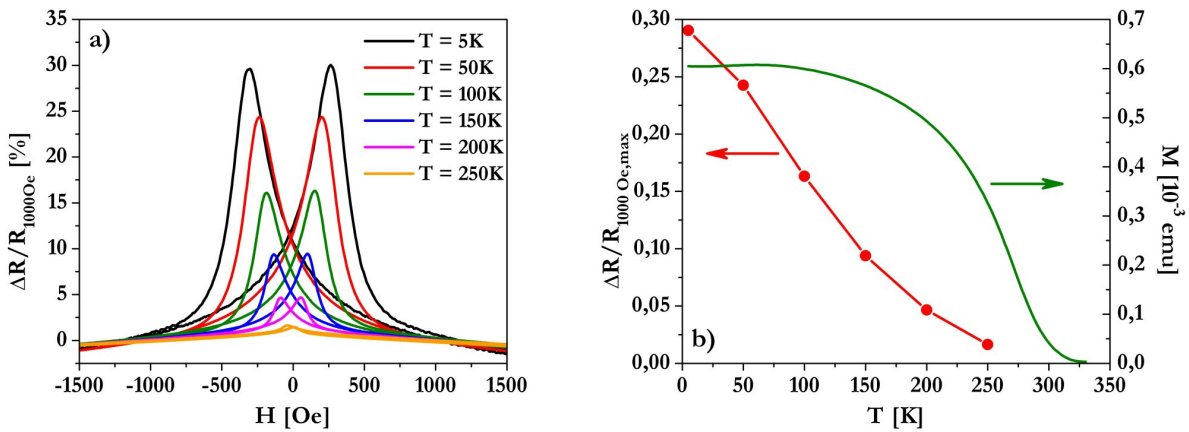 a)
T = 5K
T = 50K
T = 100K
T = 150K
T = 200K
T = 250K
35
30
25
20
15
10
5
0
ΔR/R1000Oe [%]
-1500 -1000 -500 0 500 1000 1500
H [Oe]
b)
0,30
0,25
0,20
0,15
0,10
0,05
0,00
ΔR/R1000 Oe,max
0,7
0,6
0,5
0,4
0,3
0,2
0,1
0,0
M [10-3 emu]
0 50 100 150 200 250 300 350
T [K]